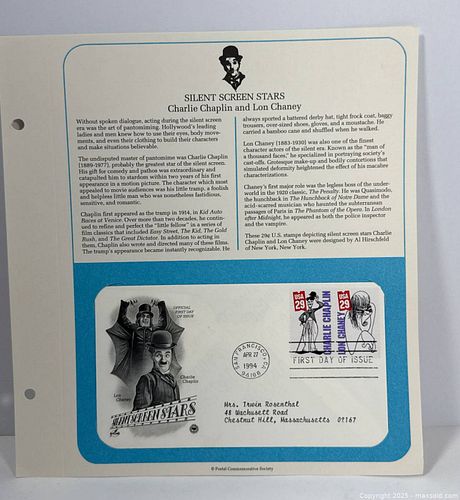 SILENT SCREEN STARS
Charlie Chaplin and Lon Chaney
Without spoken dialogue, acting during the silent screen
era was the art of pantomiming. Hollywood's leading
ladies and men knew how to use their eyes, body move-
ments, and even their clothing to build their characters
and make situations believable.
The undisputed master of pantomime was Charlie Chaplin
(1889-1977), probably the greatest star of the silent screen.
His gift for comedy and pathos was extraordinary and
catapulted him to stardom within two years of his first
appearance in a motion picture. The character which most
appealed to movie audiences was his little tramp, a foolish
and helpless little man who was nonetheless fastidious,
sensitive, and romantic.
Chaplin first appeared as the tramp in 1914, in Kid Auto
Races at Venice. Over more than two decades, he contin-
ued to refine and perfect the "little fellow" in a series of
film classics that included Easy Street, The Kid, The Gold
Rush, and The Great Dictator. In addition to acting in
them, Chaplin also wrote and directed many of these films.
The tramp's appearance became instantly recognizable. He
always sported a battered derby hat, tight frock coat, baggy
trousers, over-sized shoes, gloves, and a moustache. He
carried a bamboo cane and shuffled when he walked.
Lon Chaney (1883-1930) was also one of the finest
character actors of the silent era. Known as the "man of
a thousand faces," he specialized in portraying society's
cast-offs. Grotesque make-up and bodily contortions that
simulated deformity heightened the effect of his macabre
characterizations.
Chaney's first major role was the legless boss of the under-
world in the 1920 classic, The Penalty. He was Quasimodo,
the hunchback in The Hunchback of Notre Dame and the
acid-scarred musician who haunted the subterranean
passages of Paris in The Phantom of the Opera. In London
after Midnight, he appeared as both the police inspector
and the vampire.
These 29¢ U.S. stamps depicting silent screen stars Charlie
Chaplin and Lon Chaney were designed by Al Hirschfeld
of New York, New York.
OFFICIAL
FIRST DAY
OF ISSUE
Charlie
Chaplin
Lon
Chaney
SILENT SCREEN STARS
SAN FRANCISCO, CA
APR 27
1994
94188
USA
29
CHARLIE CHAPLIN
USA
29
LON CHANEY
FIRST DAY OF ISSUE
Mrs. Irwin Rosenthal
48 Wachusett Road
Chestnut Hill, Massachusetts 02167
© Postal Commemorative Society
Copyright 2025 - maxsold.com